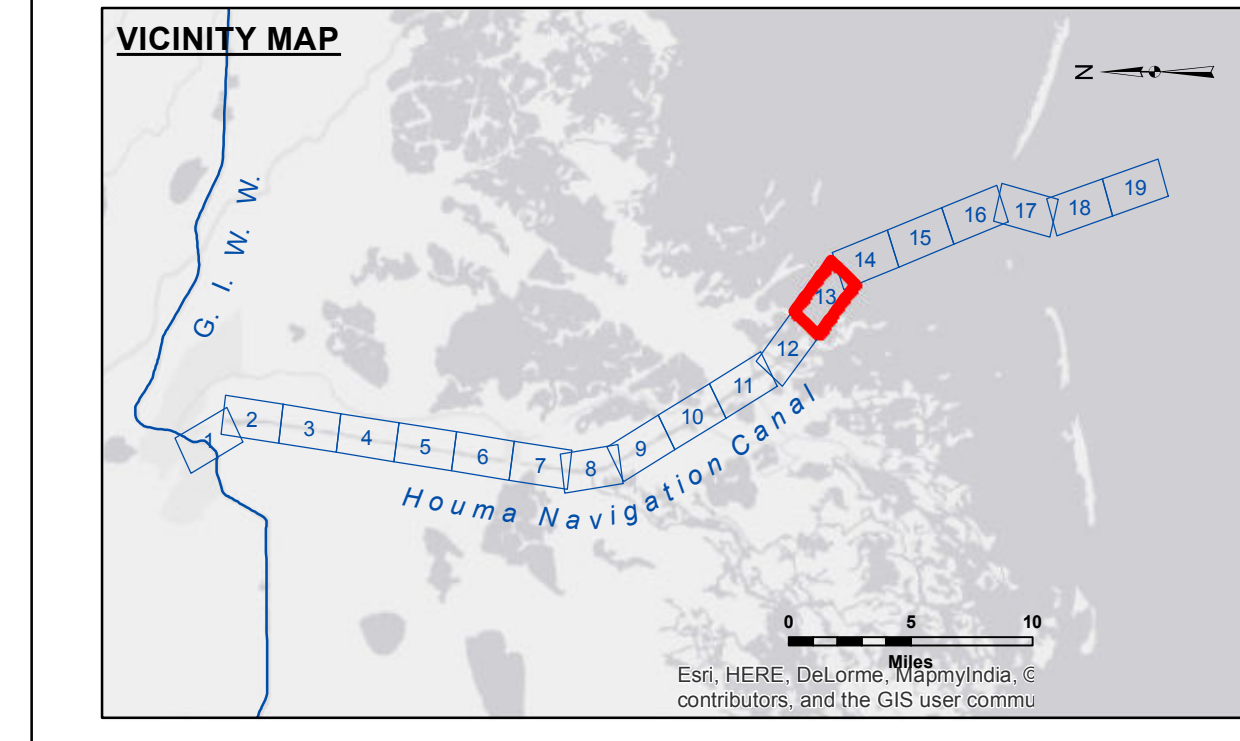 VICINITY MAP
N
G. I. W. W.
1
2
3
4
5
6
7
8
9
10
11
12
13
14
15
16
17
18
19
Houma Navigation Canal
0 5 10
Miles
Esri, HERE, DeLorme, MapmyIndia, ©
contributors, and the GIS user commu